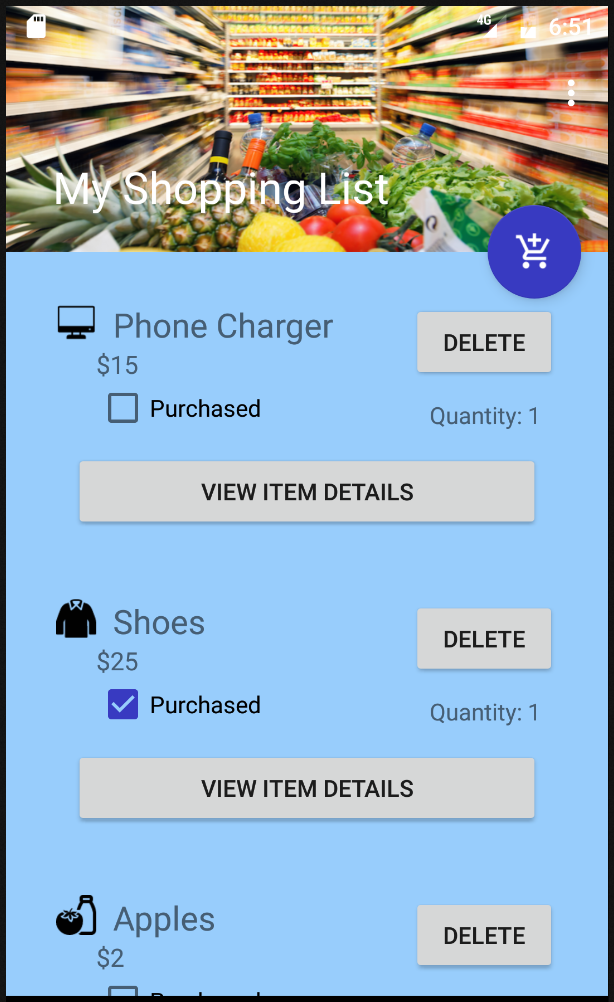 4G 6:51
My Shopping List
Phone Charger
DELETE
$15
Purchased
Quantity: 1
VIEW ITEM DETAILS
Shoes
DELETE
$25
Purchased
Quantity: 1
VIEW ITEM DETAILS
Apples
DELETE
$2
Purchased